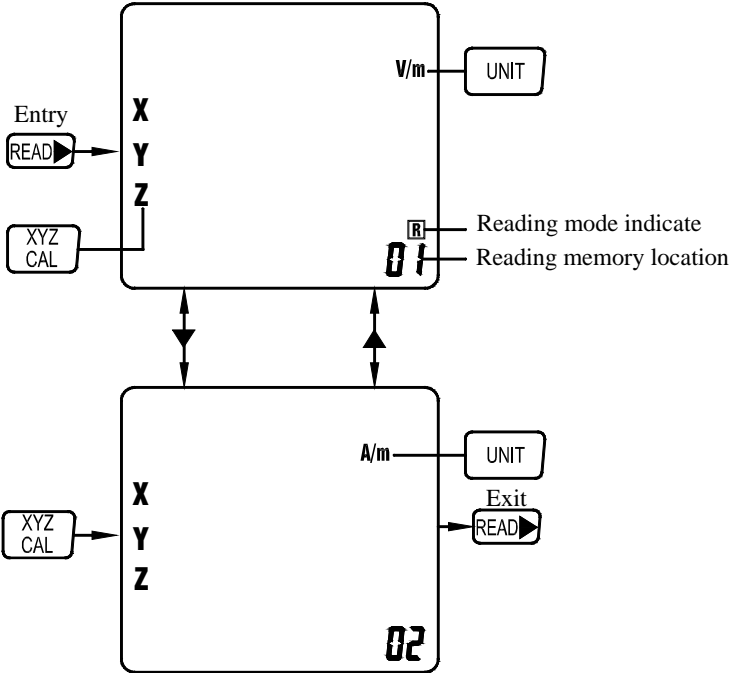 V/m
UNIT
Entry
READ
X
Y
Z
XYZ
CAL
R
Reading mode indicate
01
Reading memory location
A/m
UNIT
X
Exit
XYZ
CAL
Y
READ
Z
02